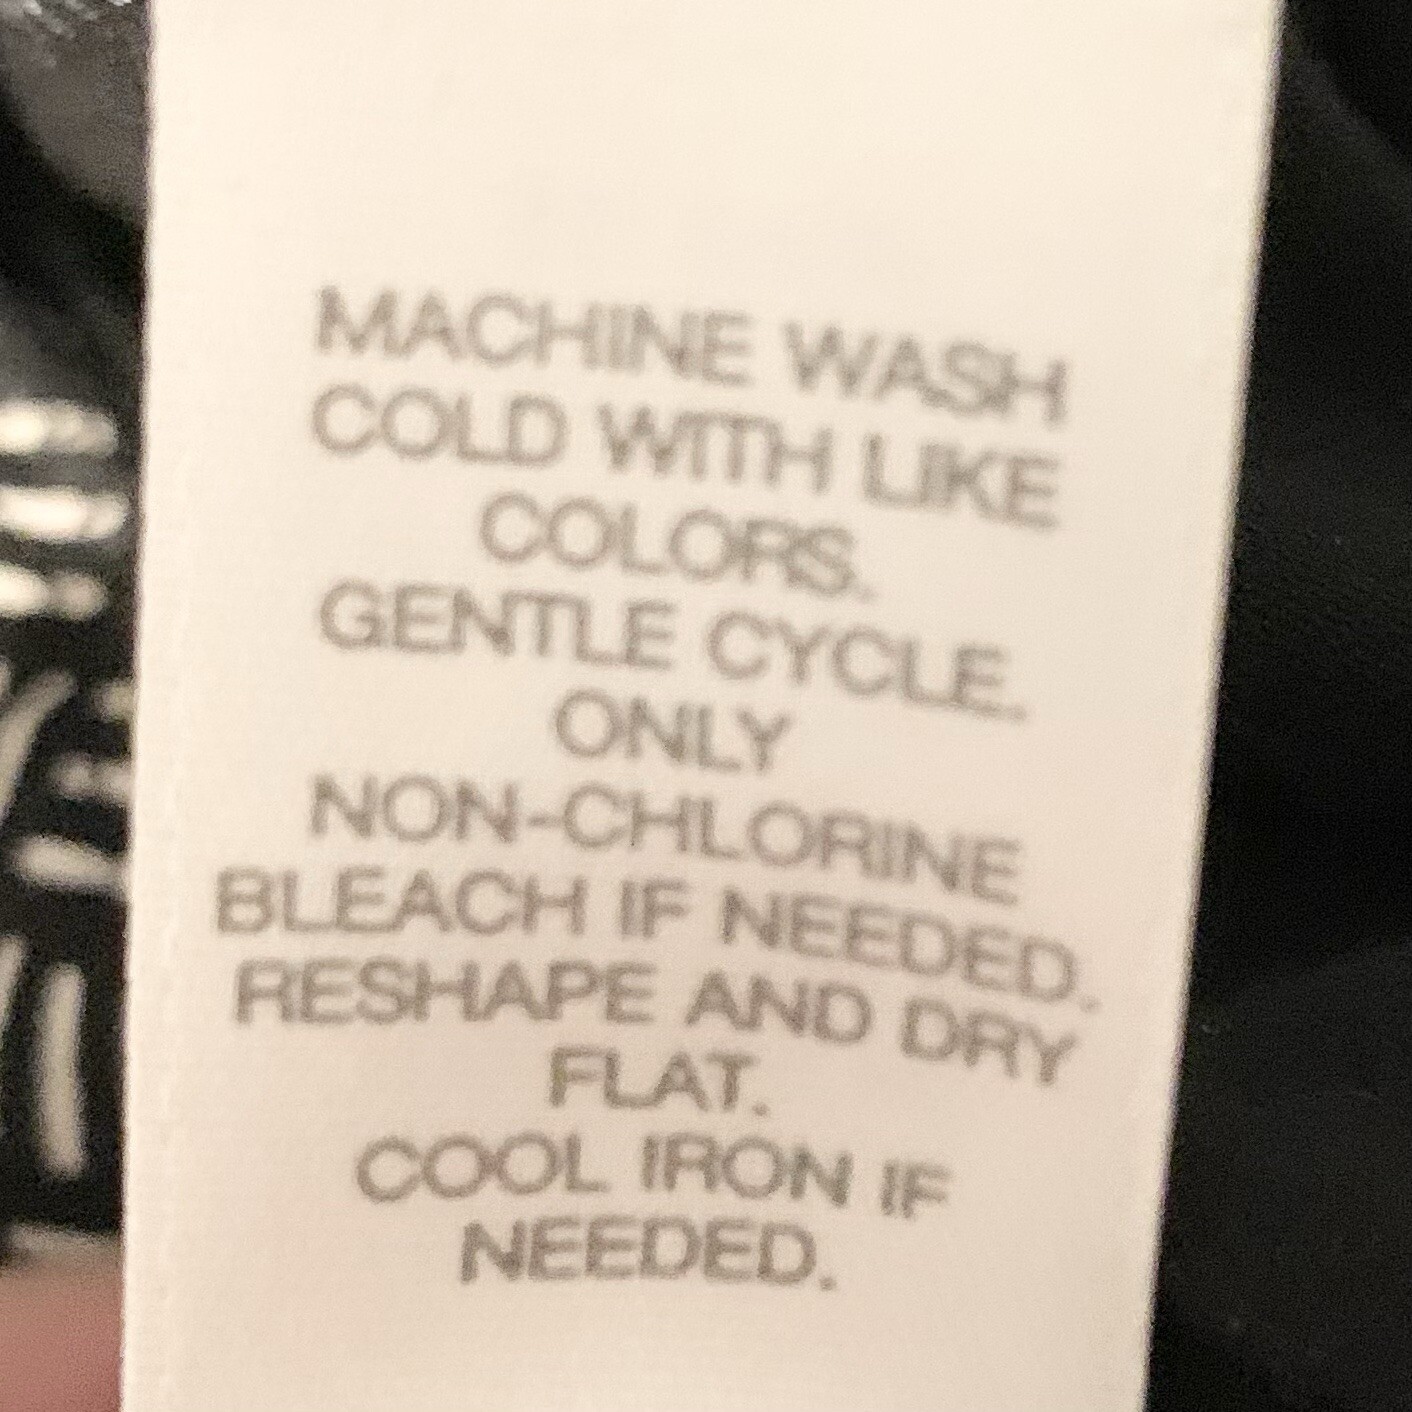 MACHINE WASH
COLD WITH LIKE
COLORS.
GENTLE CYCLE.
ONLY
NON-CHLORINE
BLEACH IF NEEDED.
RESHAPE AND DRY
FLAT.
COOL IRON IF
NEEDED.